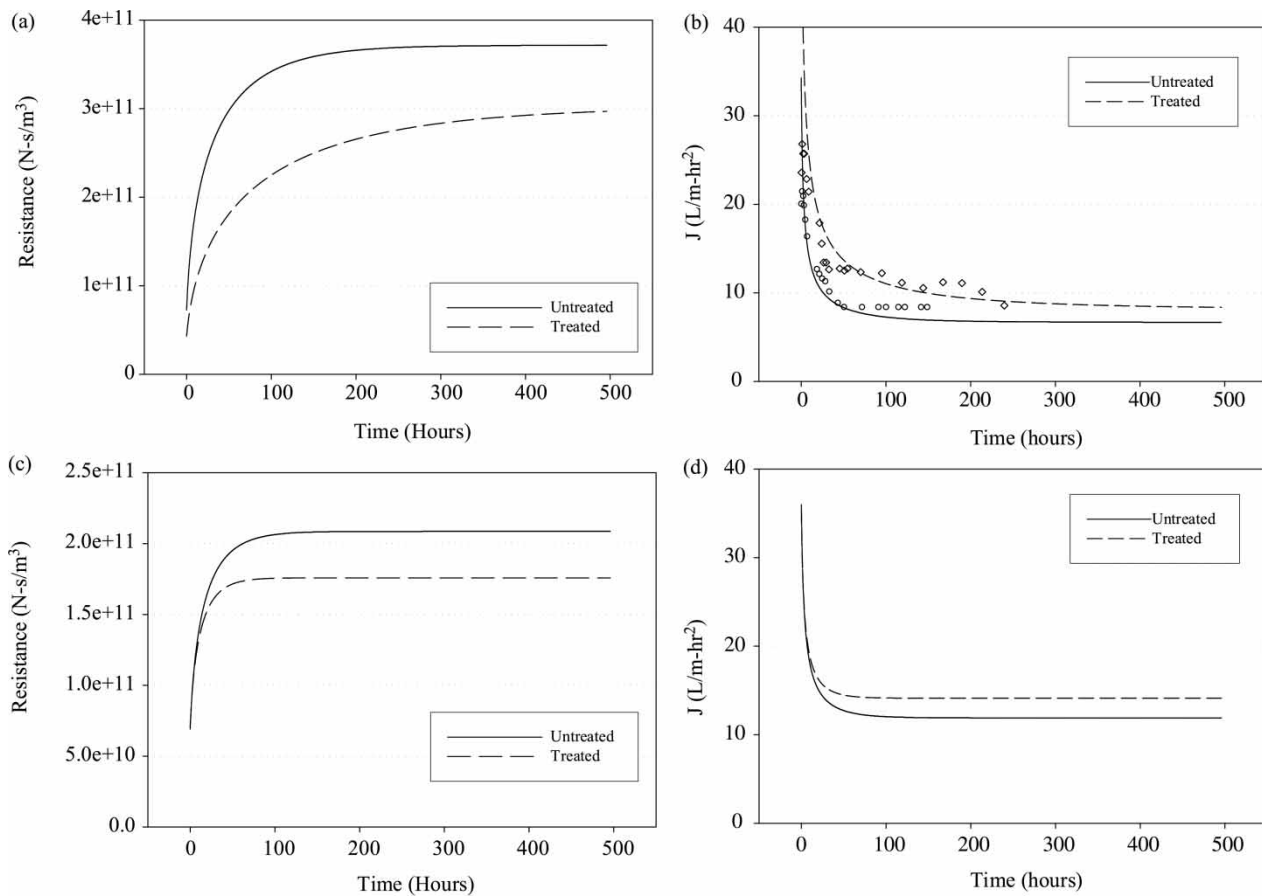 (a)
4e+11
3e+11
2e+11
1e+11
0
Resistance (N-s/m³)
Untreated
Treated
0 100 200 300 400 500
Time (Hours)
(b)
40
30
20
10
0
J (L/m-hr²)
Untreated
Treated
0 100 200 300 400 500
Time (hours)
(c)
2.5e+11
2.0e+11
1.5e+11
1.0e+11
5.0e+10
0.0
Resistance (N-s/m³)
Untreated
Treated
0 100 200 300 400 500
Time (Hours)
(d)
40
30
20
10
0
J (L/m-hr²)
Untreated
Treated
0 100 200 300 400 500
Time (hours)